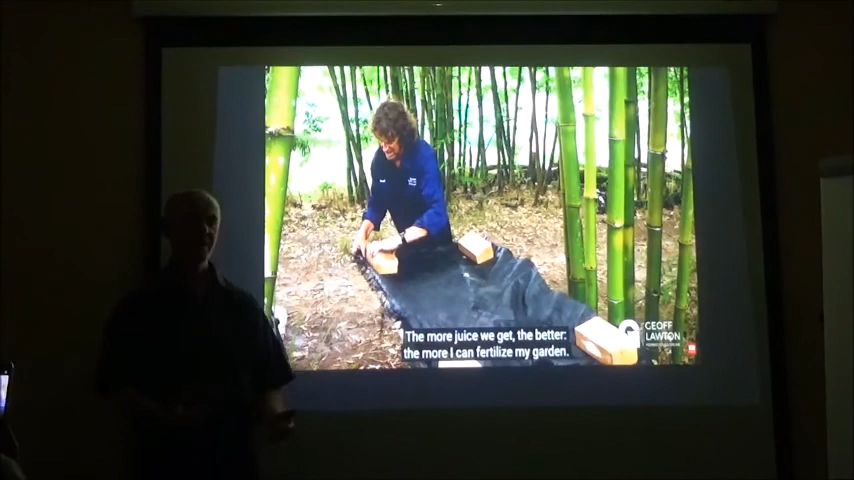 The more juice we get, the better
the more I can fertilize my garden.
GEOFF
LAWTON